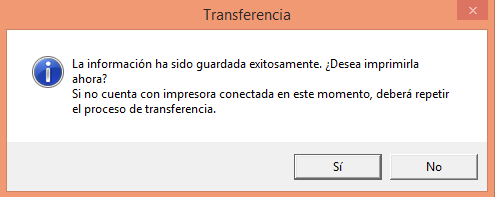 Transferencia
La información ha sido guardada exitosamente. ¿Desea imprimirla
ahora?
Si no cuenta con impresora conectada en este momento, deberá repetir
el proceso de transferencia.
Sí
No